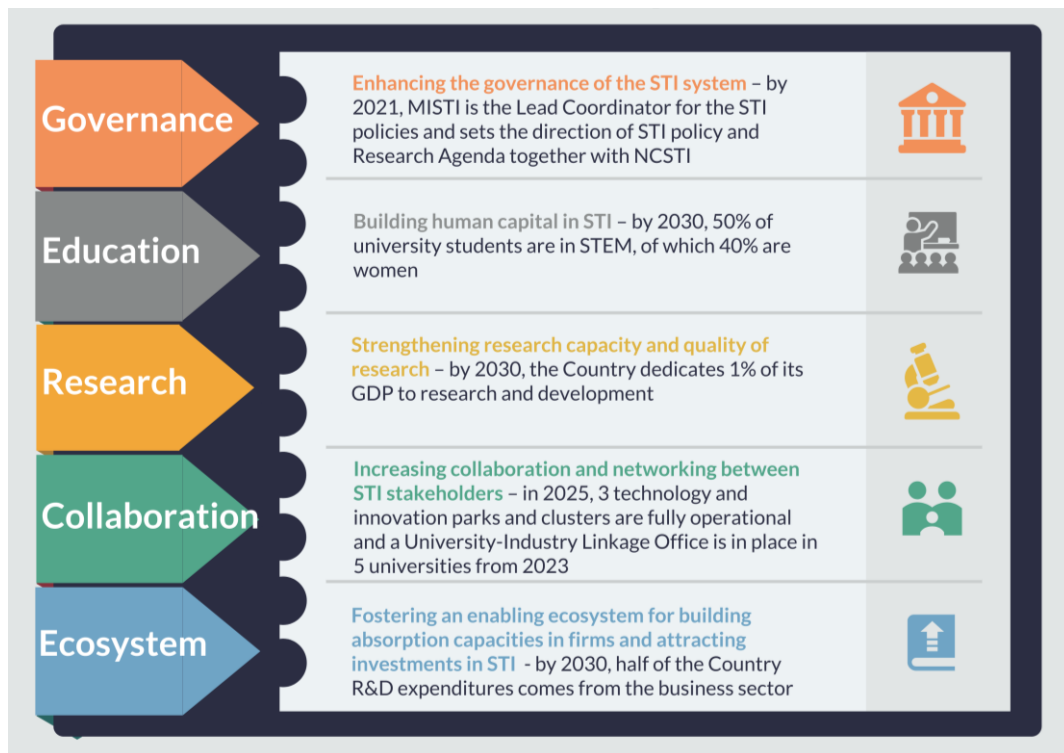 Governance
Enhancing the governance of the STI system – by
2021, MISTI is the Lead Coordinator for the STI
policies and sets the direction of STI policy and
Research Agenda together with NCSTI
Education
Building human capital in STI – by 2030, 50% of
university students are in STEM, of which 40% are
women
Research
Strengthening research capacity and quality of
research – by 2030, the Country dedicates 1% of its
GDP to research and development
Collaboration
Increasing collaboration and networking between
STI stakeholders – in 2025, 3 technology and
innovation parks and clusters are fully operational
and a University-Industry Linkage Office is in place in
5 universities from 2023
Ecosystem
Fostering an enabling ecosystem for building
absorption capacities in firms and attracting
investments in STI - by 2030, half of the Country
R&D expenditures comes from the business sector